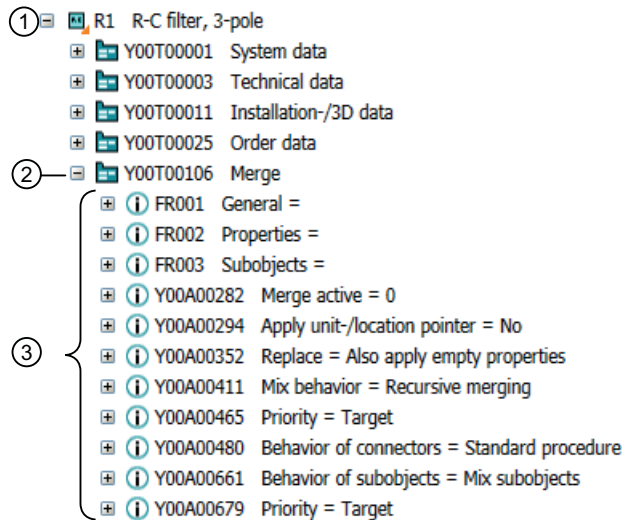 1 R1 R-C filter, 3-pole
Y00T00001 System data
Y00T00003 Technical data
Y00T00011 Installation-/3D data
Y00T00025 Order data
2 Y00T00106 Merge
FR001 General =
FR002 Properties =
FR003 Subobjects =
Y00A00282 Merge active = 0
Y00A00294 Apply unit-/location pointer = No
3 Y00A00352 Replace = Also apply empty properties
Y00A00411 Mix behavior = Recursive merging
Y00A00465 Priority = Target
Y00A00480 Behavior of connectors = Standard procedure
Y00A00661 Behavior of subobjects = Mix subobjects
Y00A00679 Priority = Target